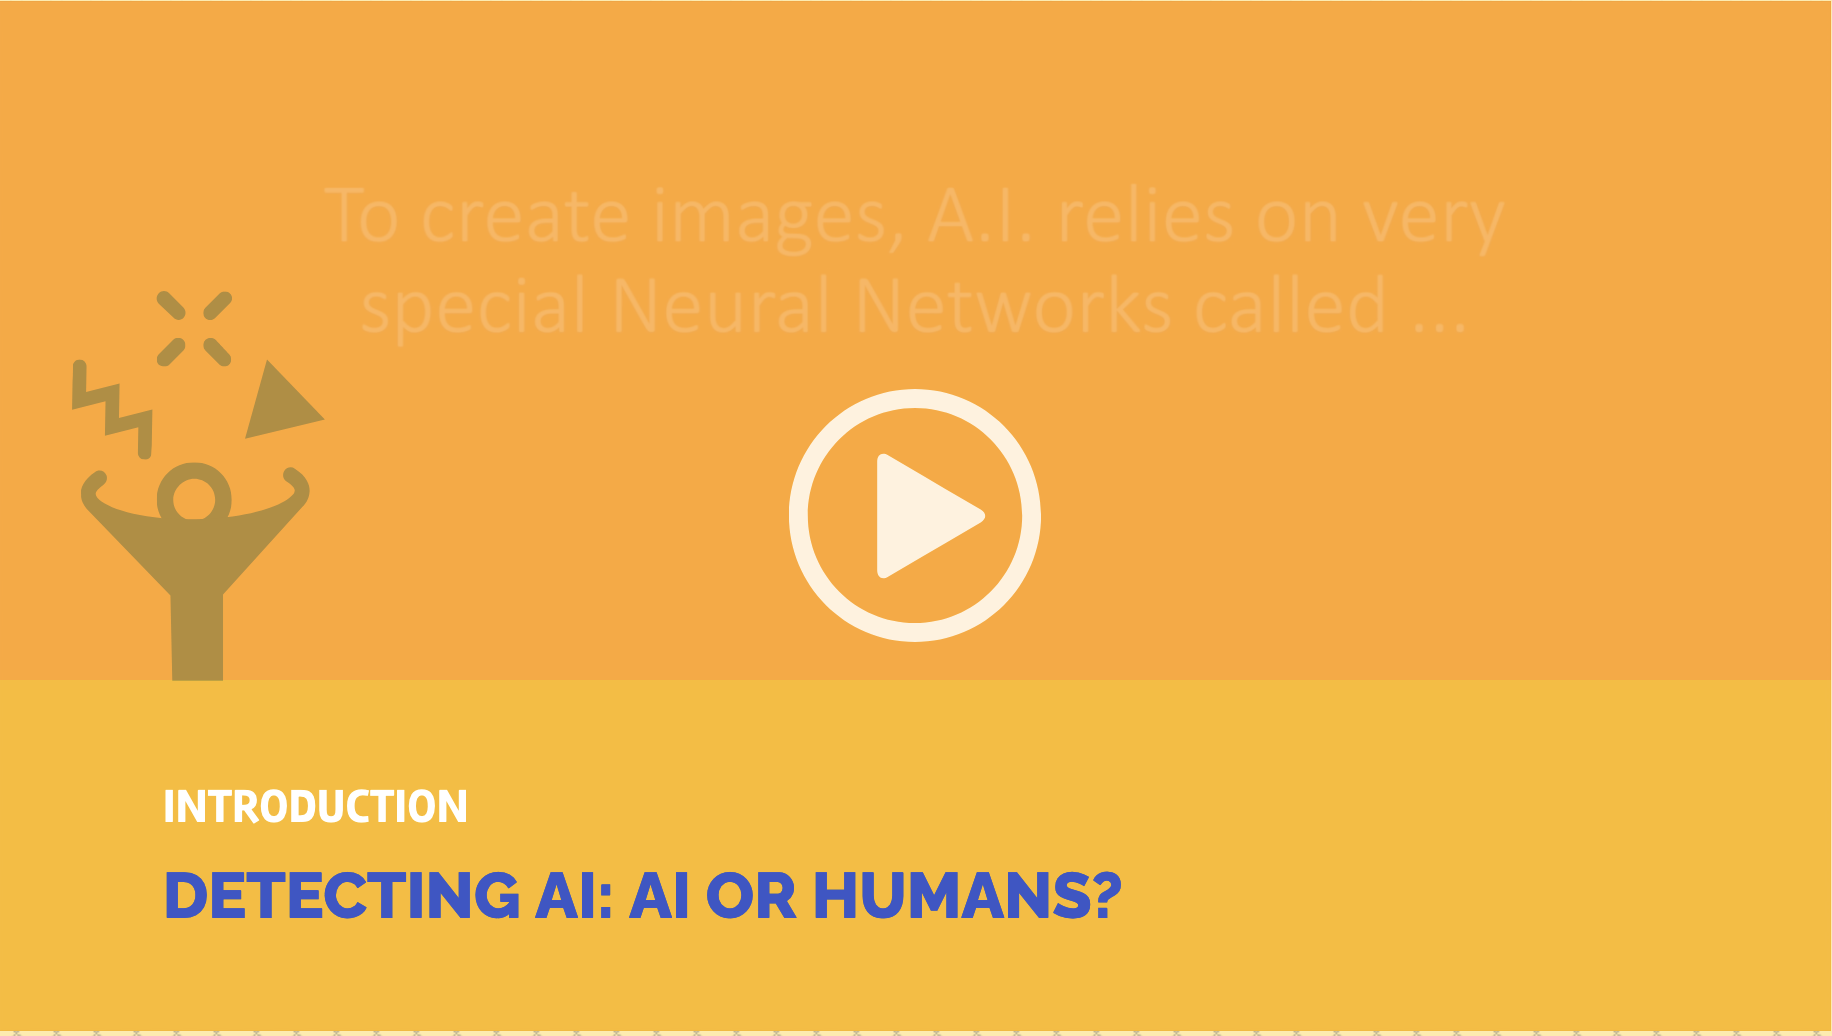 To create images, A.I. relies on very
special Neural Networks called ...
INTRODUCTION
DETECTING AI: AI OR HUMANS?